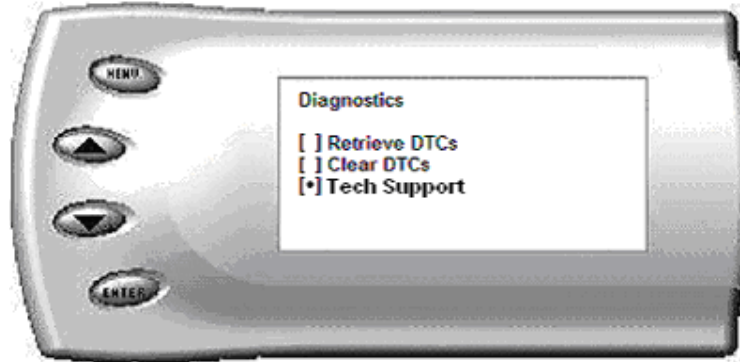 MENU
Diagnostics
[ ] Retrieve DTCs
[ ] Clear DTCs
[•] Tech Support
ENTER